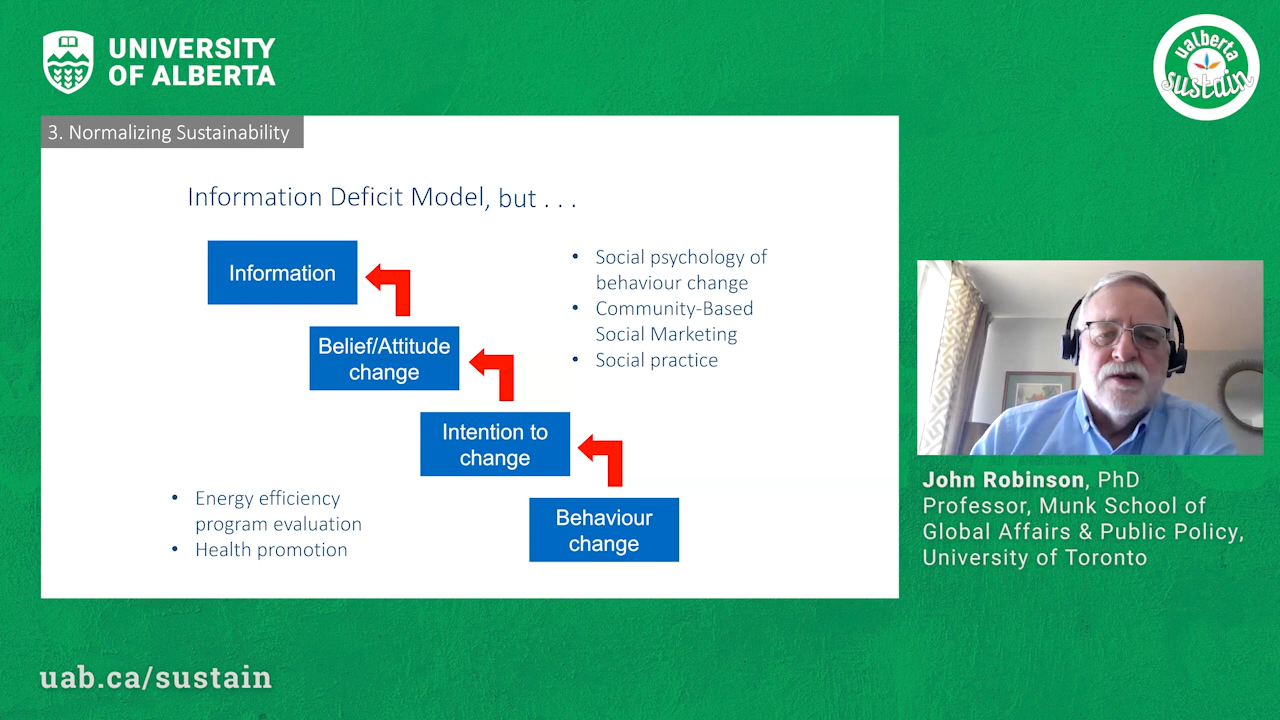 UNIVERSITY
OF ALBERTA
ualberta
sustain
3. Normalizing Sustainability
Information Deficit Model, but . . .
Information
Belief/Attitude
change
Intention to
change
Behaviour
change
• Social psychology of
behaviour change
• Community-Based
Social Marketing
• Social practice
• Energy efficiency
program evaluation
• Health promotion
John Robinson, PhD
Professor, Munk School of
Global Affairs & Public Policy,
University of Toronto
uab.ca/sustain